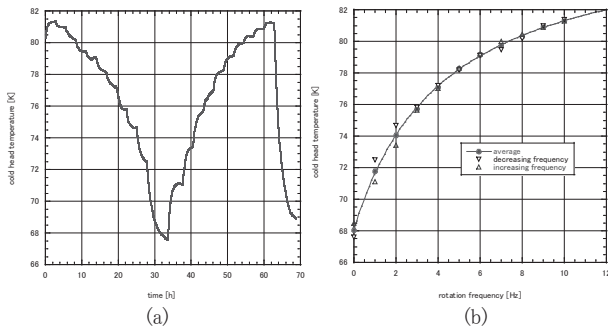 82
80
78
76
74
72
70
68
66
cold head temperature [K]
0 10 20 30 40 50 60 70
time [h]
(a)
82
80
78
76
74
72
70
68
66
cold head temperature [K]
average
decreasing frequency
increasing frequency
0 2 4 6 8 10 12
rotation frequency [Hz]
(b)